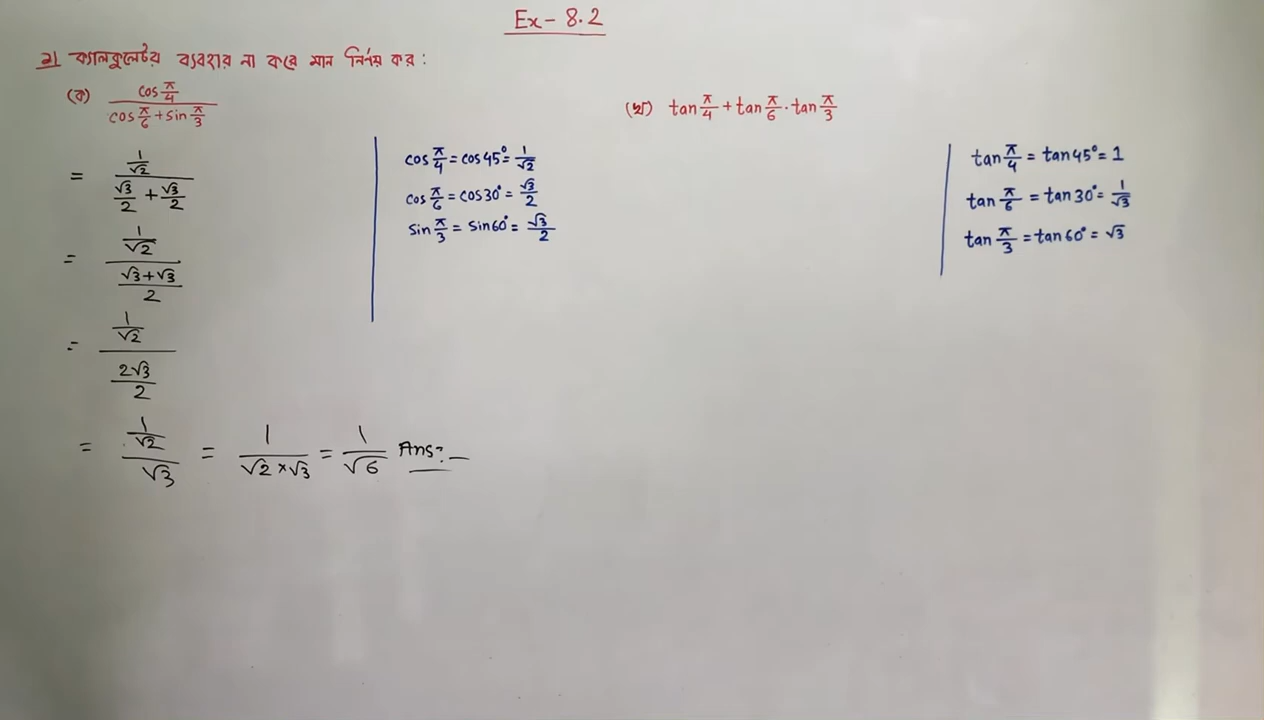 Ex - 8.2
১। ক্যালকুলেটর ব্যবহার না করে মান নির্ণয় কর :
(ক) cos π/4 / (cos π/6 + sin π/3)
= (1/√2) / (√3/2 + √3/2)
= (1/√2) / ((√3+√3)/2)
= (1/√2) / (2√3/2)
= (1/√2) / √3 = 1/(√2×√3) = 1/√6 Ans:
cos π/4 = cos 45° = 1/√2
cos π/6 = cos 30° = √3/2
sin π/3 = sin 60° = √3/2
(খ) tan π/4 + tan π/6 · tan π/3
tan π/4 = tan 45° = 1
tan π/6 = tan 30° = 1/√3
tan π/3 = tan 60° = √3